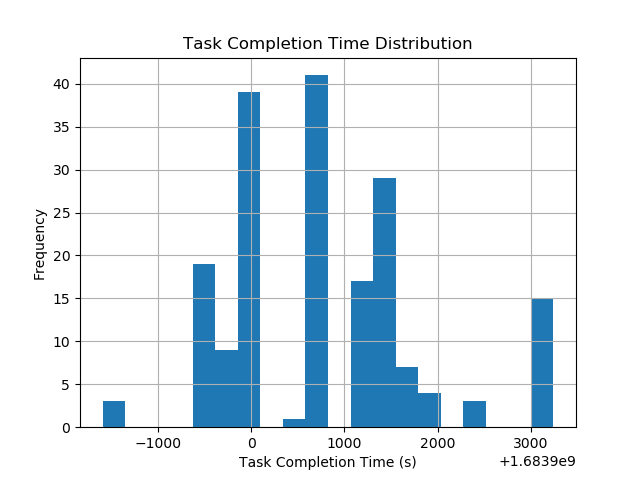 Task Completion Time Distribution
40
35
30
25
20
15
10
5
0
Frequency
−1000 0 1000 2000 3000
Task Completion Time (s)
+1.6839e9